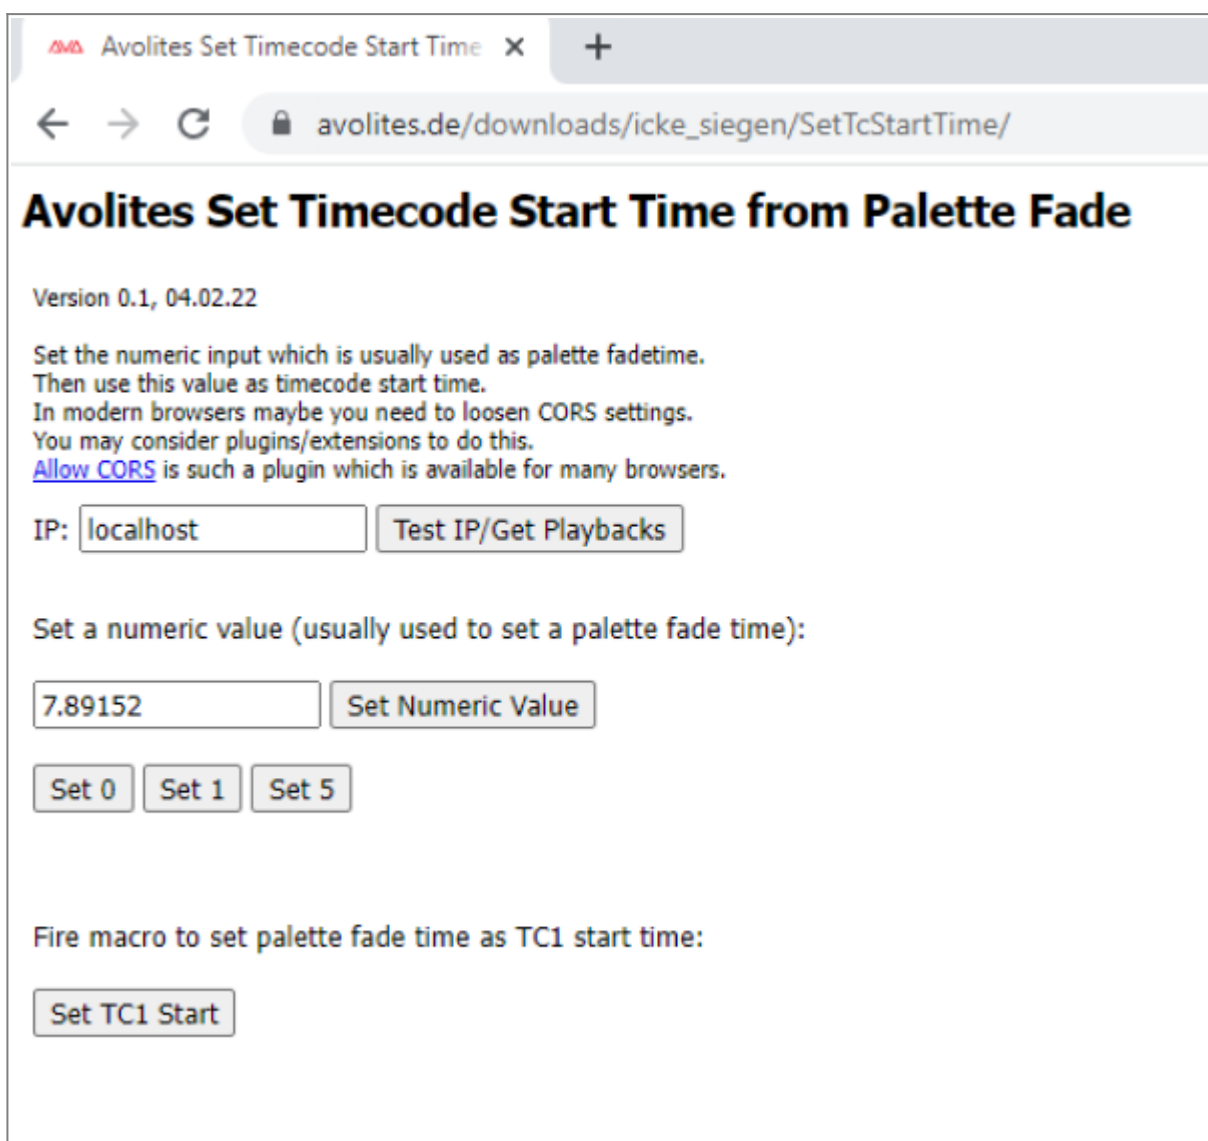 AVA Avolites Set Timecode Start Time
avolites.de/downloads/icke_siegen/SetTcStartTime/
Avolites Set Timecode Start Time from Palette Fade
Version 0.1, 04.02.22
Set the numeric input which is usually used as palette fadetime.
Then use this value as timecode start time.
In modern browsers maybe you need to loosen CORS settings.
You may consider plugins/extensions to do this.
Allow CORS is such a plugin which is available for many browsers.
IP: localhost Test IP/Get Playbacks
Set a numeric value (usually used to set a palette fade time):
7.89152 Set Numeric Value
Set 0 Set 1 Set 5
Fire macro to set palette fade time as TC1 start time:
Set TC1 Start